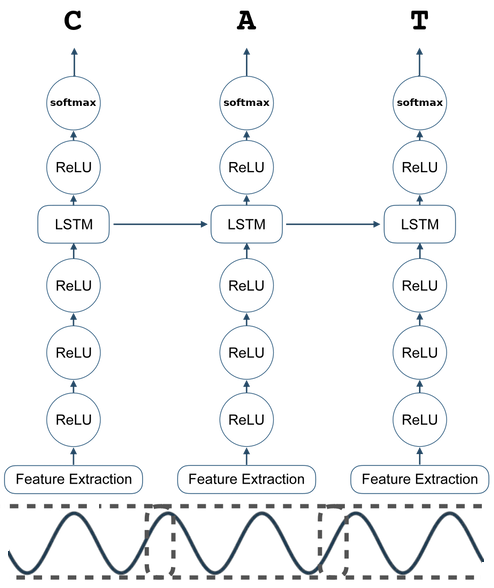 C A T
softmax softmax softmax
ReLU ReLU ReLU
LSTM LSTM LSTM
ReLU ReLU ReLU
ReLU ReLU ReLU
ReLU ReLU ReLU
Feature Extraction Feature Extraction Feature Extraction